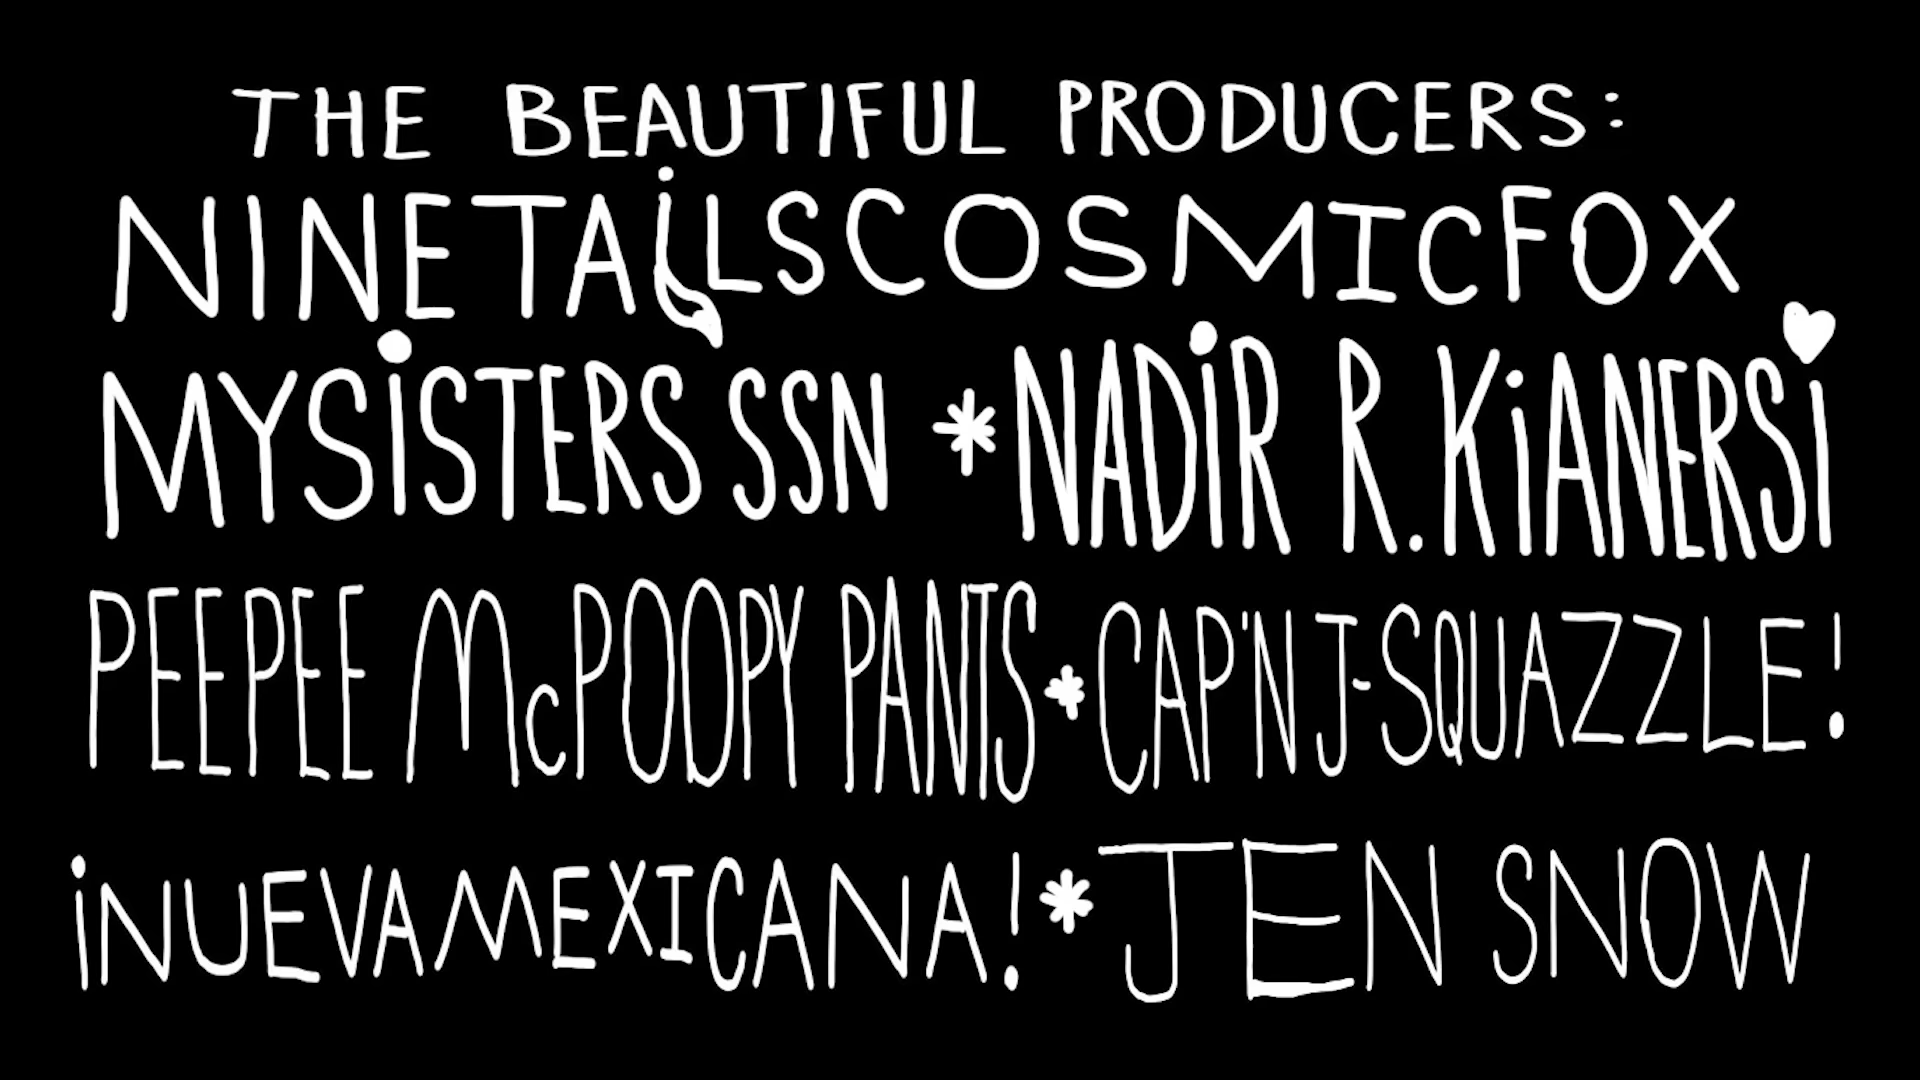 THE BEAUTIFUL PRODUCERS:
NINETAiLSCOSMICFOX
MYSiSTERS SSN * NADiR R. KiANERSi
PEEPEE McPOOPY PANTS * CAP'N J-SQUAZZLE!
¡NUEVAMEXICANA! * JEN SNOW